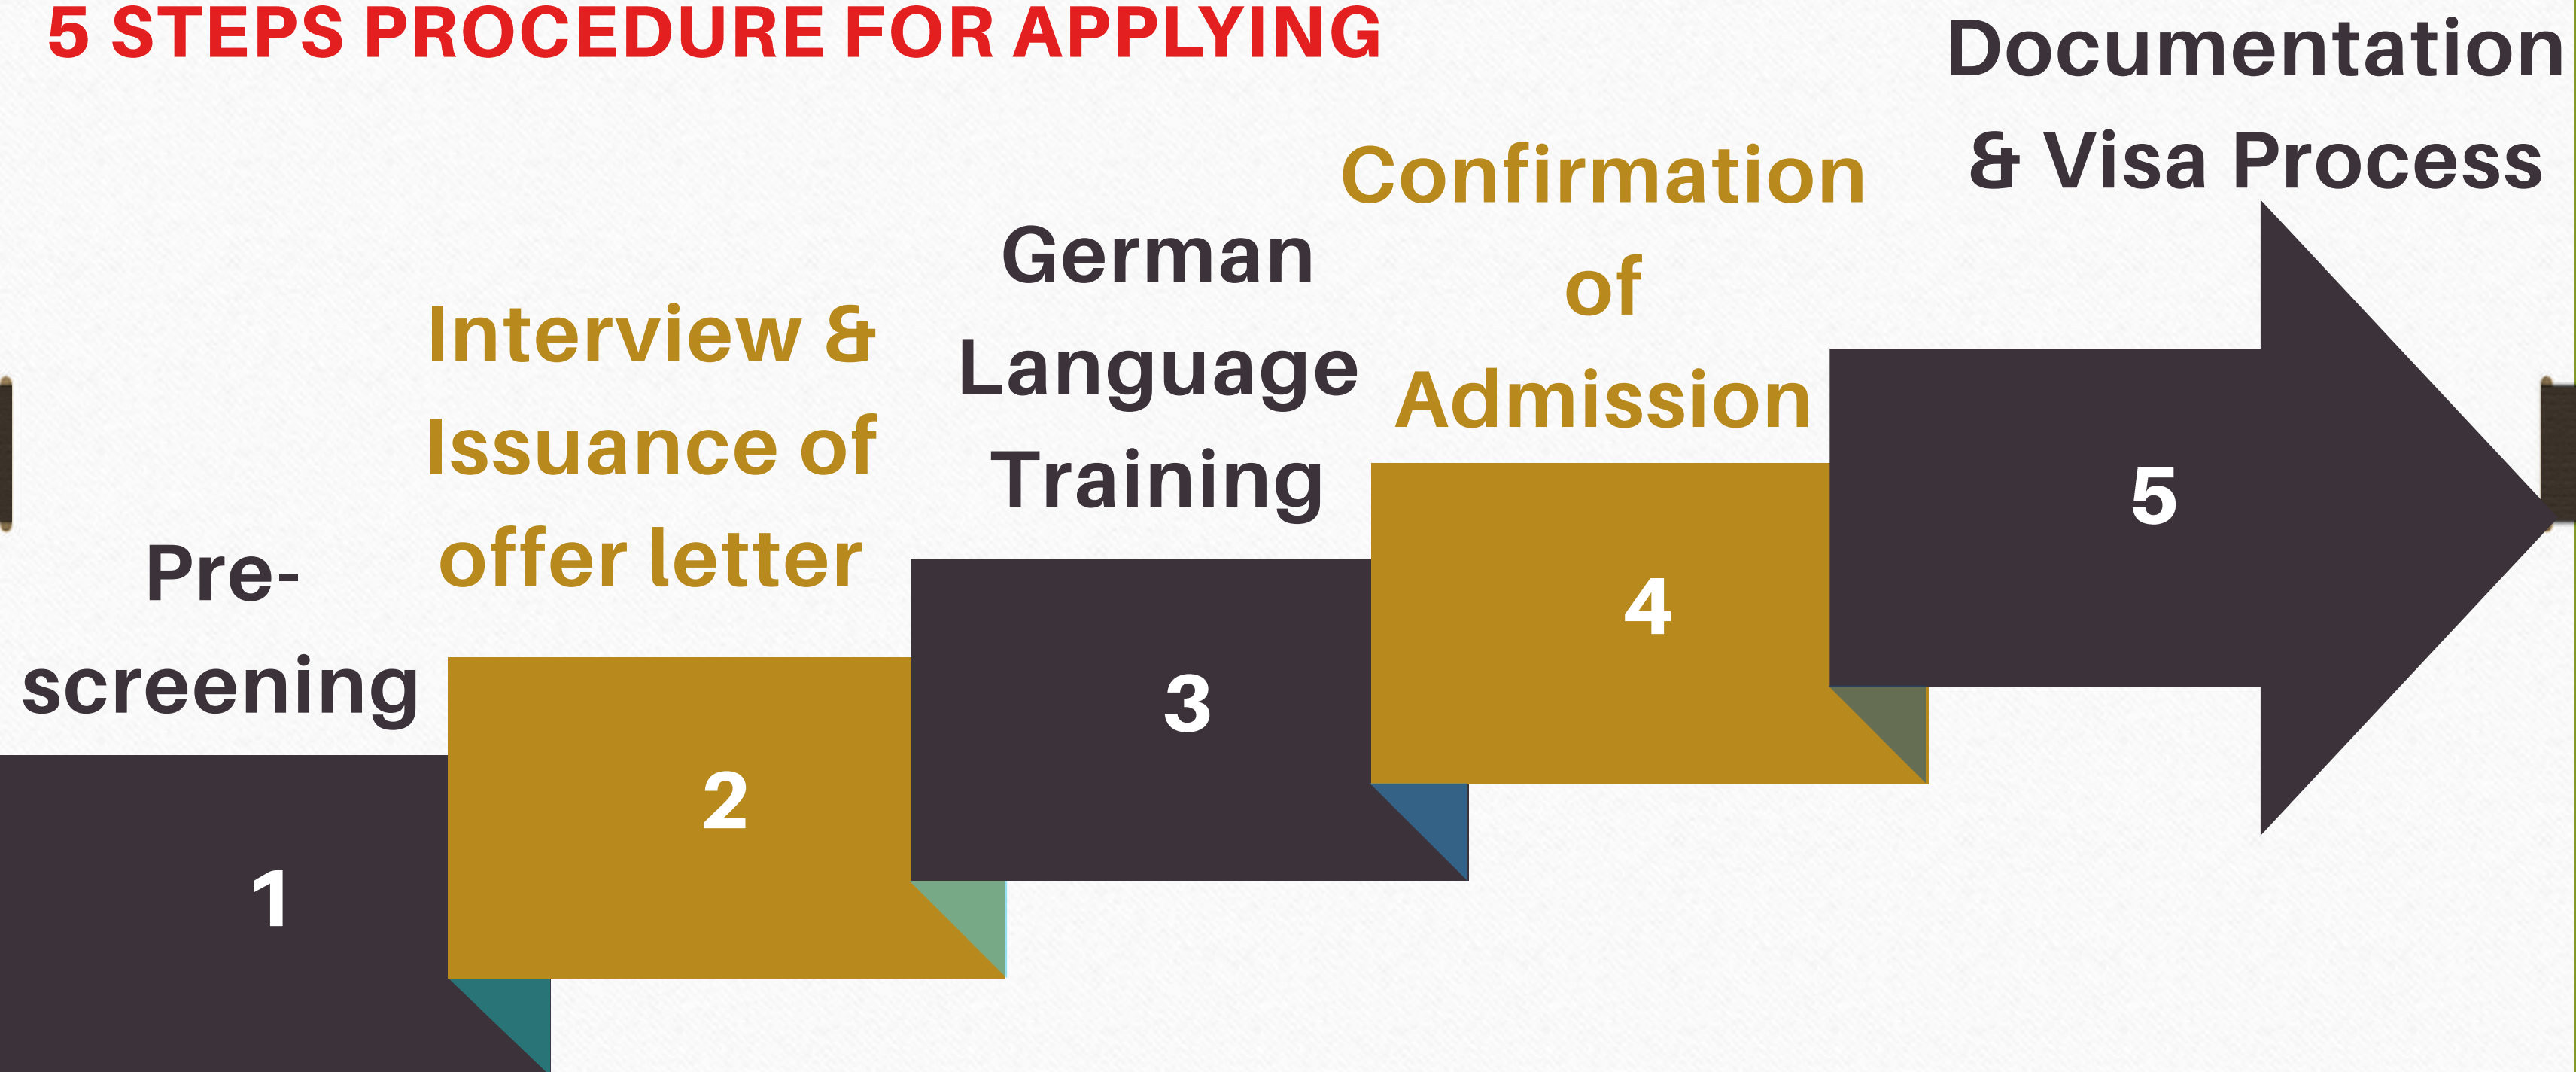 5 STEPS PROCEDURE FOR APPLYING
Pre-
screening
1
Interview &
Issuance of
offer letter
2
German
Language
Training
3
Confirmation
of
Admission
4
Documentation
& Visa Process
5